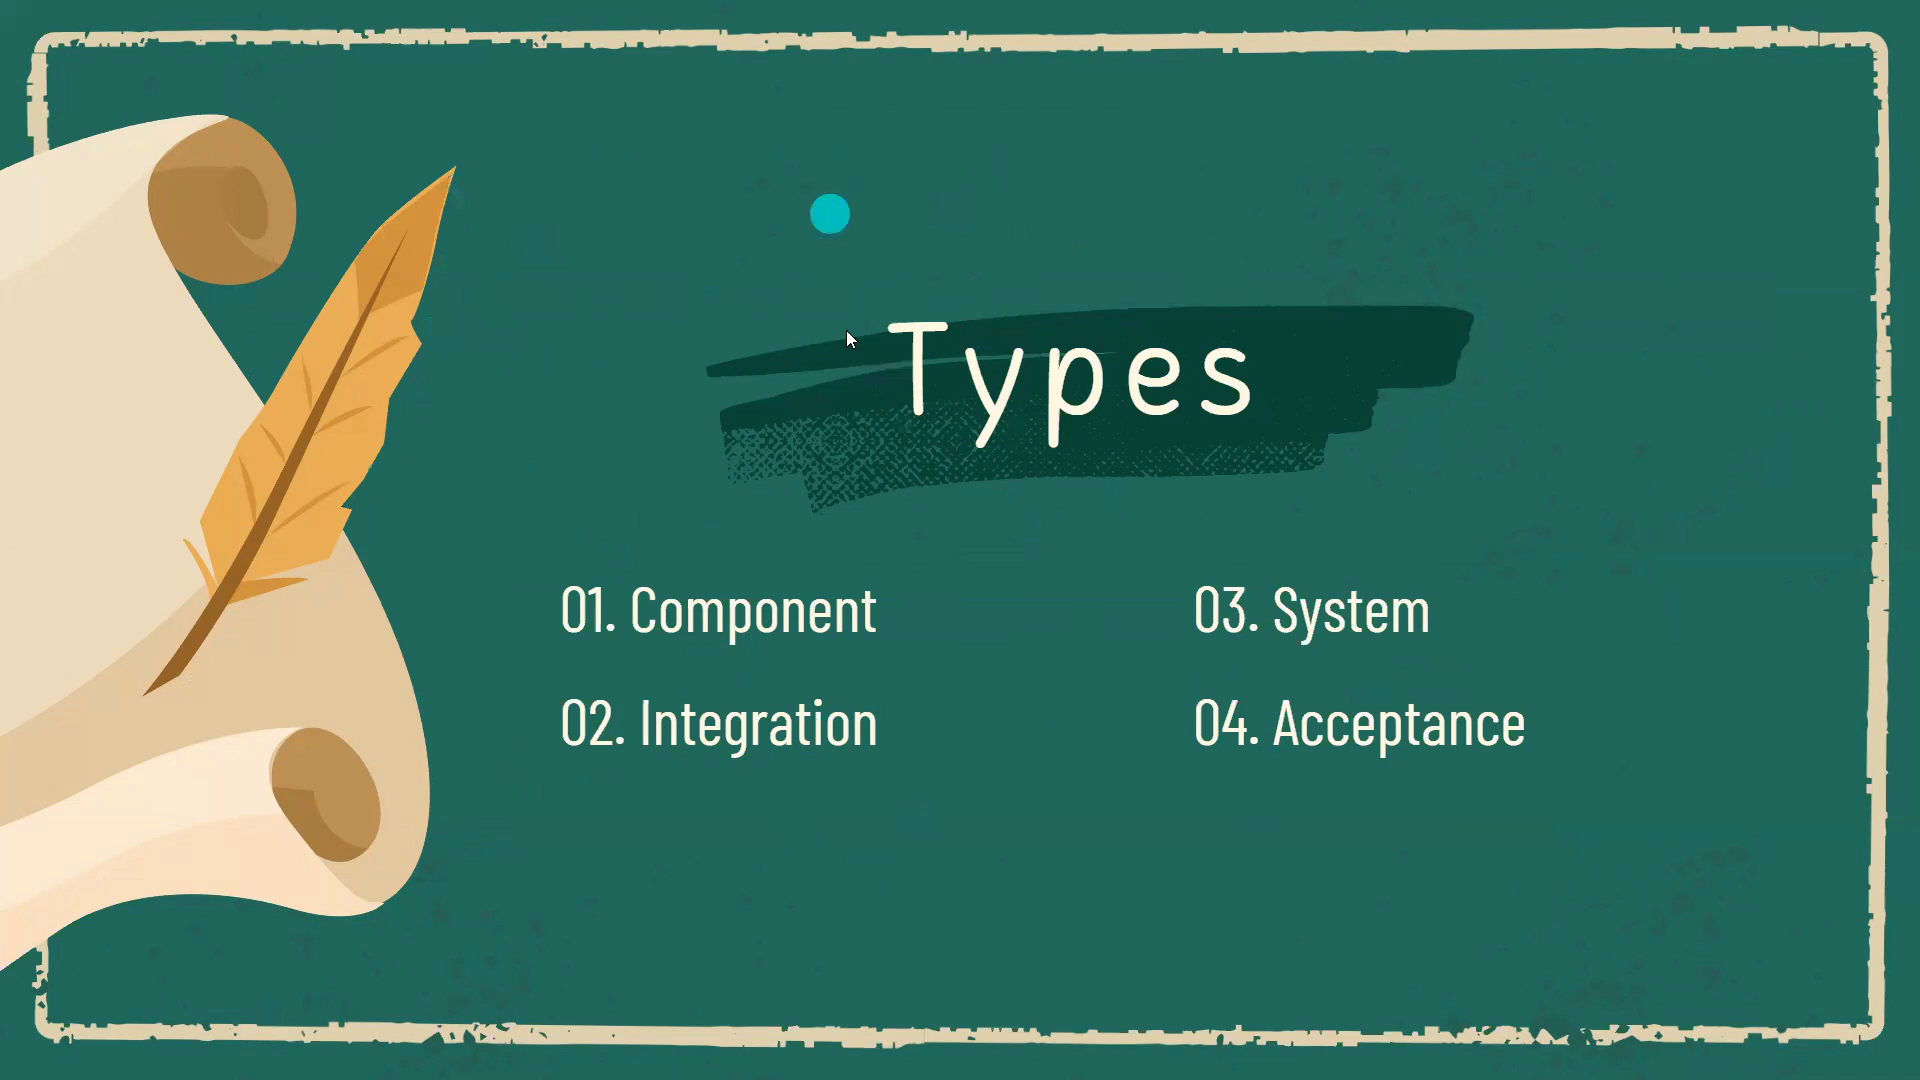 Types
01. Component
02. Integration
03. System
04. Acceptance